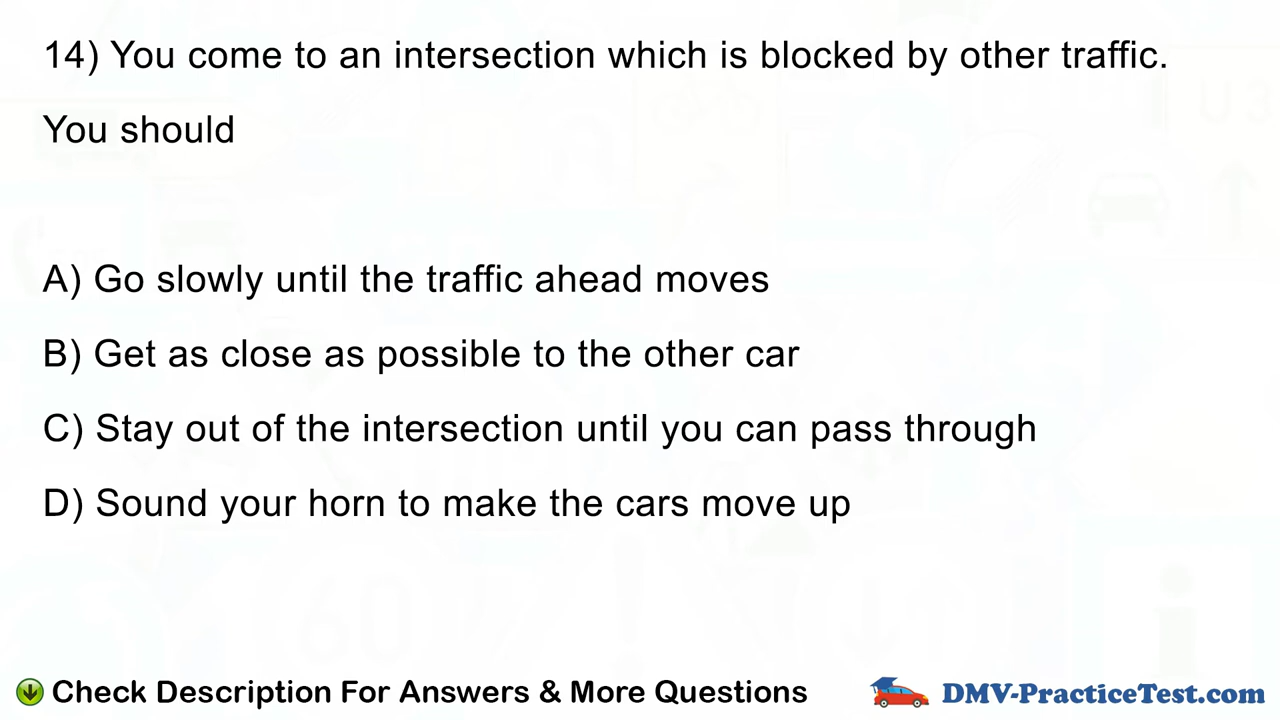 14) You come to an intersection which is blocked by other traffic.
You should
A) Go slowly until the traffic ahead moves
B) Get as close as possible to the other car
C) Stay out of the intersection until you can pass through
D) Sound your horn to make the cars move up
Check Description For Answers & More Questions
DMV-PracticeTest.com